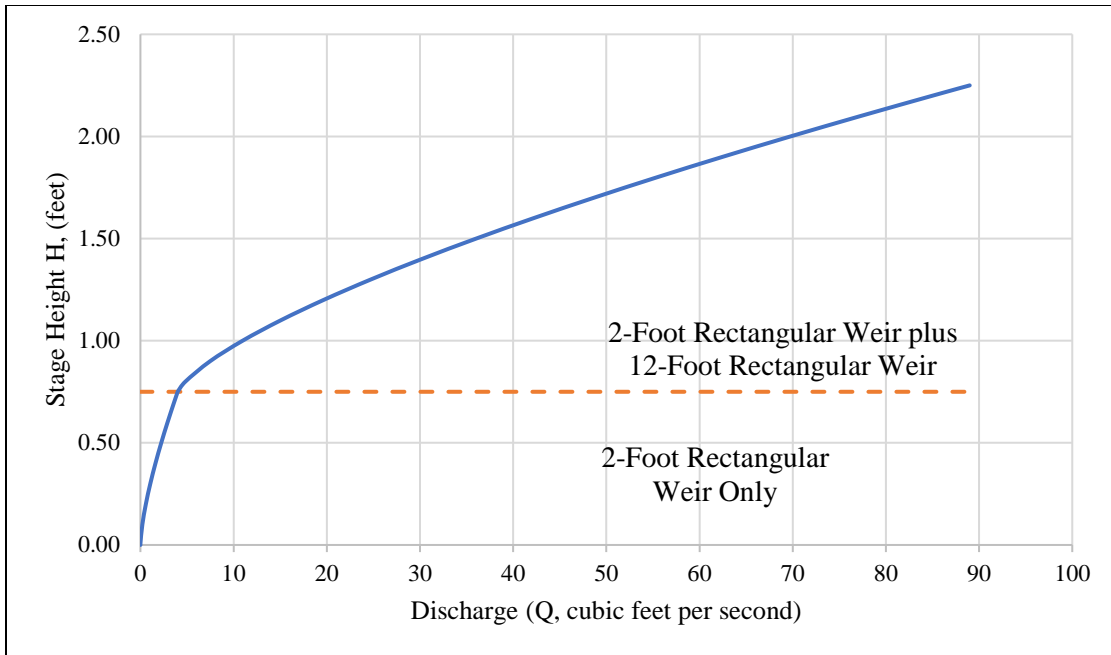 2.50
2.00
1.50
1.00
0.50
0.00
Stage Height H, (feet)
2-Foot Rectangular Weir plus
12-Foot Rectangular Weir
2-Foot Rectangular
Weir Only
0 10 20 30 40 50 60 70 80 90 100
Discharge (Q, cubic feet per second)